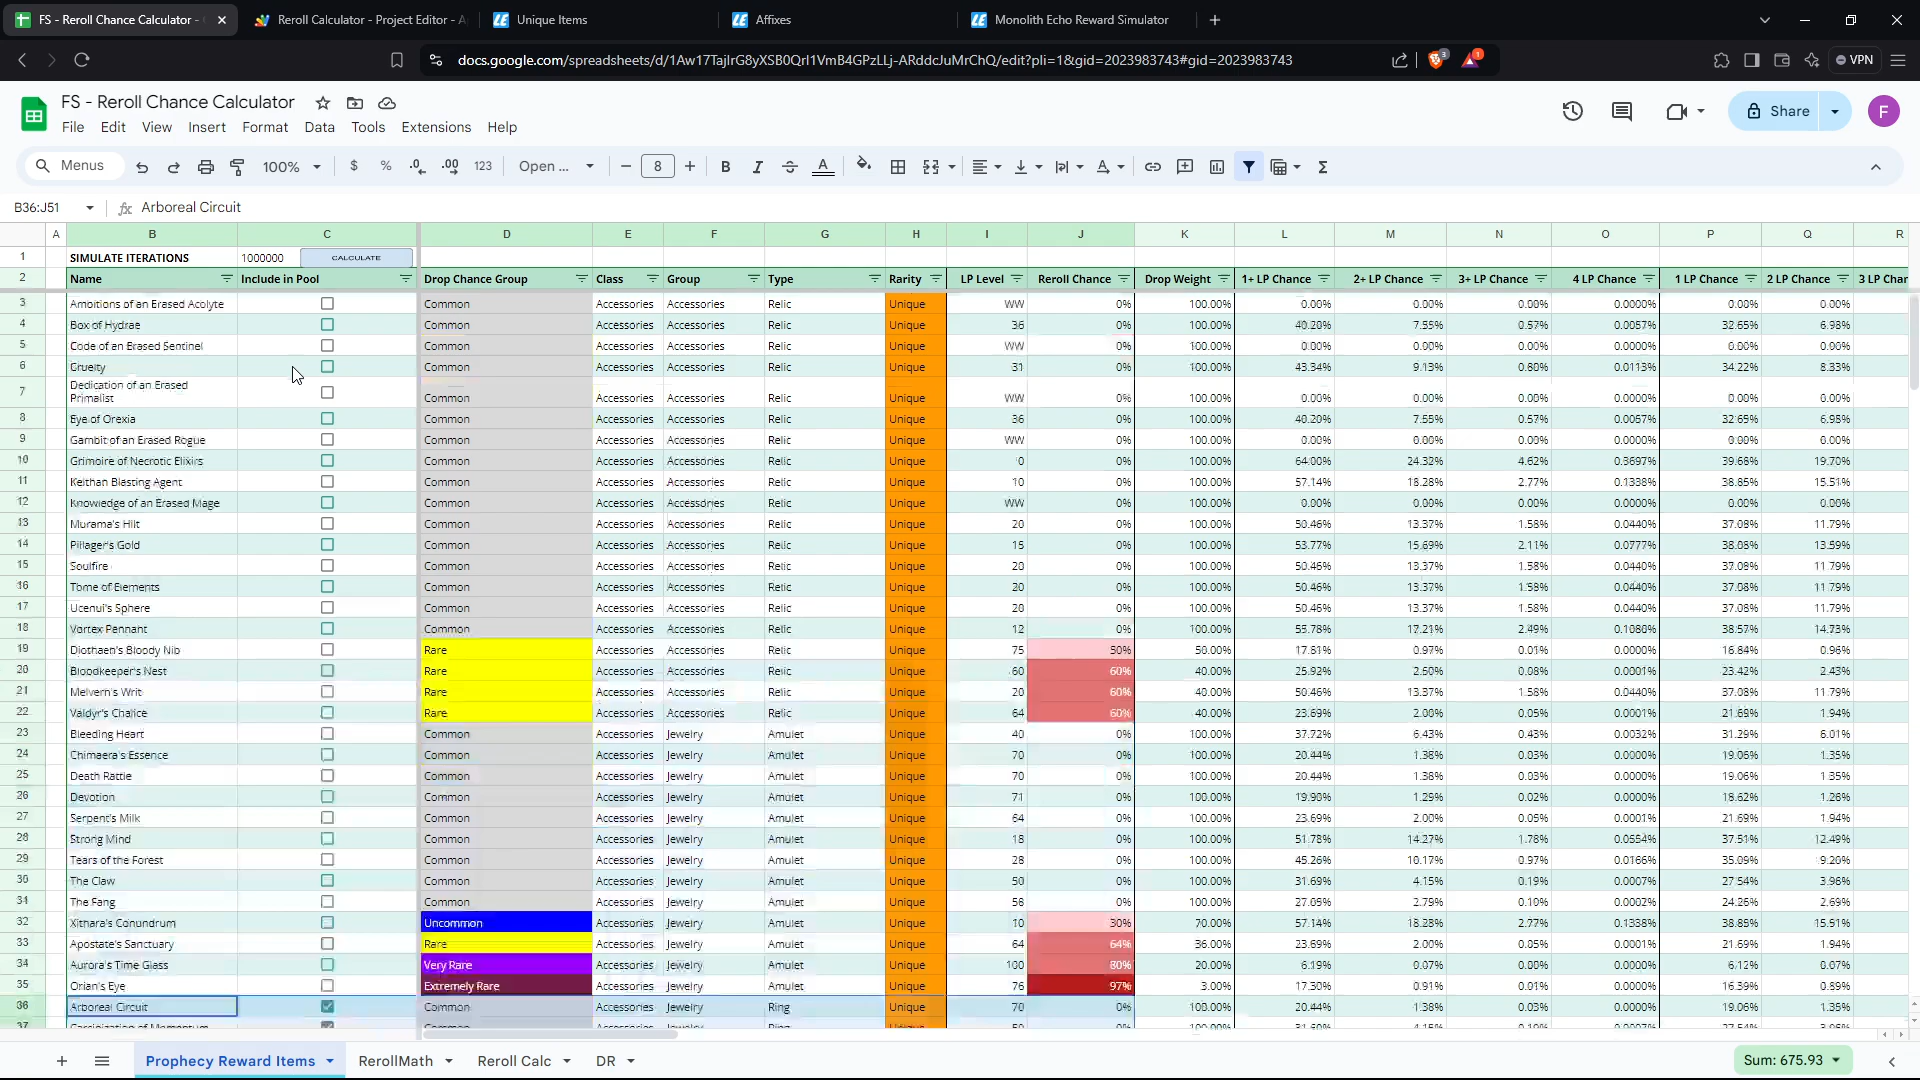 FS - Reroll Chance Calculator -
Reroll Calculator - Project Editor - A
Unique Items
Affixes
Monolith Echo Reward Simulator
docs.google.com/spreadsheets/d/1Aw17TajIrG8yXSB0QrI1VmB4GPzLLj-ARddcJuMrChQ/edit?pli=1&gid=2023983743#gid=2023983743
3
1
VPN
FS - Reroll Chance Calculator
File Edit View Insert Format Data Tools Extensions Help
Share
F
Menus 100% $ % .0 .00 123 Open ... 8 B I A
B36:J51 fx Arboreal Circuit
A B C D E F G H I J K L M N O P Q R
1 SIMULATE ITERATIONS 1000000 CALCULATE
2 Name Include in Pool Drop Chance Group Class Group Type Rarity LP Level Reroll Chance Drop Weight 1+ LP Chance 2+ LP Chance 3+ LP Chance 4 LP Chance 1 LP Chance 2 LP Chance 3 LP Char
3 Ambitions of an Erased Acolyte Common Accessories Accessories Relic Unique WW 0% 100.00% 0.00% 0.00% 0.00% 0.0000% 0.00% 0.00%
4 Box of Hydrae Common Accessories Accessories Relic Unique 36 0% 100.00% 40.20% 7.55% 0.57% 0.0057% 32.65% 6.98%
5 Code of an Erased Sentinel Common Accessories Accessories Relic Unique WW 0% 100.00% 0.00% 0.00% 0.00% 0.0000% 0.00% 0.00%
6 Cruelty Common Accessories Accessories Relic Unique 31 0% 100.00% 43.34% 9.13% 0.80% 0.0113% 34.22% 8.33%
7 Dedication of an Erased
Primalist Common Accessories Accessories Relic Unique WW 0% 100.00% 0.00% 0.00% 0.00% 0.0000% 0.00% 0.00%
8 Eye of Orexia Common Accessories Accessories Relic Unique 36 0% 100.00% 40.20% 7.55% 0.57% 0.0057% 32.65% 6.98%
9 Gambit of an Erased Rogue Common Accessories Accessories Relic Unique WW 0% 100.00% 0.00% 0.00% 0.00% 0.0000% 0.00% 0.00%
10 Grimoire of Necrotic Elixirs Common Accessories Accessories Relic Unique 0 0% 100.00% 64.00% 24.32% 4.62% 0.3697% 39.68% 19.70%
11 Keithan Blasting Agent Common Accessories Accessories Relic Unique 10 0% 100.00% 57.14% 18.28% 2.77% 0.1338% 38.85% 15.51%
12 Knowledge of an Erased Mage Common Accessories Accessories Relic Unique WW 0% 100.00% 0.00% 0.00% 0.00% 0.0000% 0.00% 0.00%
13 Murama's Hilt Common Accessories Accessories Relic Unique 20 0% 100.00% 50.46% 13.37% 1.58% 0.0440% 37.08% 11.79%
14 Pillager's Gold Common Accessories Accessories Relic Unique 15 0% 100.00% 53.77% 15.69% 2.11% 0.0777% 38.08% 13.59%
15 Soulfire Common Accessories Accessories Relic Unique 20 0% 100.00% 50.46% 13.37% 1.58% 0.0440% 37.08% 11.79%
16 Tome of Elements Common Accessories Accessories Relic Unique 20 0% 100.00% 50.46% 13.37% 1.58% 0.0440% 37.08% 11.79%
17 Ucenui's Sphere Common Accessories Accessories Relic Unique 20 0% 100.00% 50.46% 13.37% 1.58% 0.0440% 37.08% 11.79%
18 Vortex Pennant Common Accessories Accessories Relic Unique 12 0% 100.00% 55.78% 17.21% 2.49% 0.1080% 38.57% 14.73%
19 Diothaen's Bloody Nib Rare Accessories Accessories Relic Unique 75 50% 50.00% 17.81% 0.97% 0.01% 0.0000% 16.84% 0.96%
20 Bloodkeeper's Nest Rare Accessories Accessories Relic Unique 60 60% 40.00% 25.92% 2.50% 0.08% 0.0001% 23.42% 2.43%
21 Melvern's Writ Rare Accessories Accessories Relic Unique 20 60% 40.00% 50.46% 13.37% 1.58% 0.0440% 37.08% 11.79%
22 Valdyr's Chalice Rare Accessories Accessories Relic Unique 64 60% 40.00% 23.69% 2.00% 0.05% 0.0001% 21.69% 1.94%
23 Bleeding Heart Common Accessories Jewelry Amulet Unique 40 0% 100.00% 37.72% 6.43% 0.43% 0.0032% 31.29% 6.01%
24 Chimaera's Essence Common Accessories Jewelry Amulet Unique 70 0% 100.00% 20.44% 1.38% 0.03% 0.0000% 19.06% 1.35%
25 Death Rattle Common Accessories Jewelry Amulet Unique 70 0% 100.00% 20.44% 1.38% 0.03% 0.0000% 19.06% 1.35%
26 Devotion Common Accessories Jewelry Amulet Unique 71 0% 100.00% 19.90% 1.29% 0.02% 0.0000% 18.62% 1.26%
27 Serpent's Milk Common Accessories Jewelry Amulet Unique 64 0% 100.00% 23.69% 2.00% 0.05% 0.0001% 21.69% 1.94%
28 Strong Mind Common Accessories Jewelry Amulet Unique 18 0% 100.00% 51.78% 14.27% 1.78% 0.0554% 37.51% 12.49%
29 Tears of the Forest Common Accessories Jewelry Amulet Unique 28 0% 100.00% 45.26% 10.17% 0.97% 0.0166% 35.09% 9.20%
30 The Claw Common Accessories Jewelry Amulet Unique 50 0% 100.00% 31.69% 4.15% 0.19% 0.0007% 27.54% 3.96%
31 The Fang Common Accessories Jewelry Amulet Unique 58 0% 100.00% 27.05% 2.79% 0.10% 0.0002% 24.26% 2.69%
32 Xithara's Conundrum Uncommon Accessories Jewelry Amulet Unique 10 30% 70.00% 57.14% 18.28% 2.77% 0.1338% 38.85% 15.51%
33 Apostate's Sanctuary Rare Accessories Jewelry Amulet Unique 64 64% 36.00% 23.69% 2.00% 0.05% 0.0001% 21.69% 1.94%
34 Aurora's Time Glass Very Rare Accessories Jewelry Amulet Unique 100 80% 20.00% 6.19% 0.07% 0.00% 0.0000% 6.12% 0.07%
35 Orian's Eye Extremely Rare Accessories Jewelry Amulet Unique 76 97% 3.00% 17.30% 0.91% 0.01% 0.0000% 16.39% 0.89%
36 Arboreal Circuit Common Accessories Jewelry Ring Unique 70 0% 100.00% 20.44% 1.38% 0.03% 0.0000% 19.06% 1.35%
37
Prophecy Reward Items RerollMath Reroll Calc DR Sum: 675.93